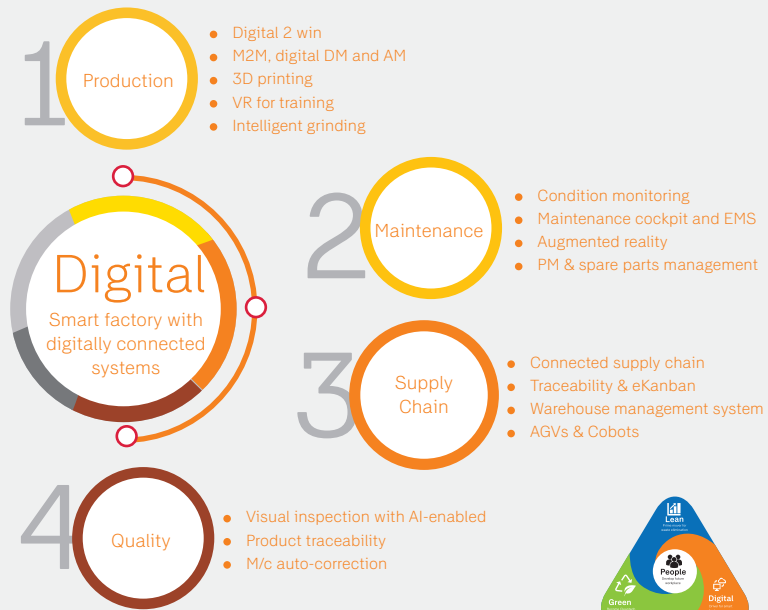 1
Production
Digital 2 win
M2M, digital DM and AM
3D printing
VR for training
Intelligent grinding
Digital
Smart factory with
digitally connected
systems
2
Maintenance
Condition monitoring
Maintenance cockpit and EMS
Augmented reality
PM & spare parts management
3
Supply
Chain
Connected supply chain
Traceability & eKanban
Warehouse management system
AGVs & Cobots
4
Quality
Visual inspection with AI-enabled
Product traceability
M/c auto-correction
Lean
People
Green
Digital